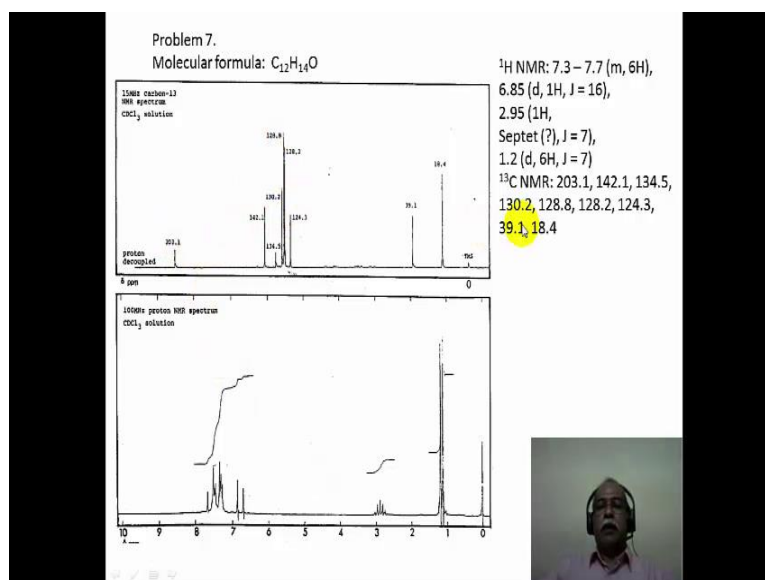 Problem 7.
Molecular formula: C₁₂H₁₄O
15MHz carbon-13
NMR spectrum
CDCl₃ solution
203.1
142.1
134.5
130.2
128.8
128.2
124.3
39.1
18.4
TMS
proton
decoupled
δ ppm
0
100MHz proton NMR spectrum
CDCl₃ solution
10 9 8 7 6 5 4 3 2 1 0
¹H NMR: 7.3 – 7.7 (m, 6H),
6.85 (d, 1H, J = 16),
2.95 (1H,
Septet (?), J = 7),
1.2 (d, 6H, J = 7)
¹³C NMR: 203.1, 142.1, 134.5,
130.2, 128.8, 128.2, 124.3,
39.1, 18.4